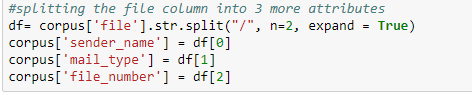 #splitting the file column into 3 more attributes
df= corpus['file'].str.split("/", n=2, expand = True)
corpus['sender_name'] = df[0]
corpus['mail_type'] = df[1]
corpus['file_number'] = df[2]